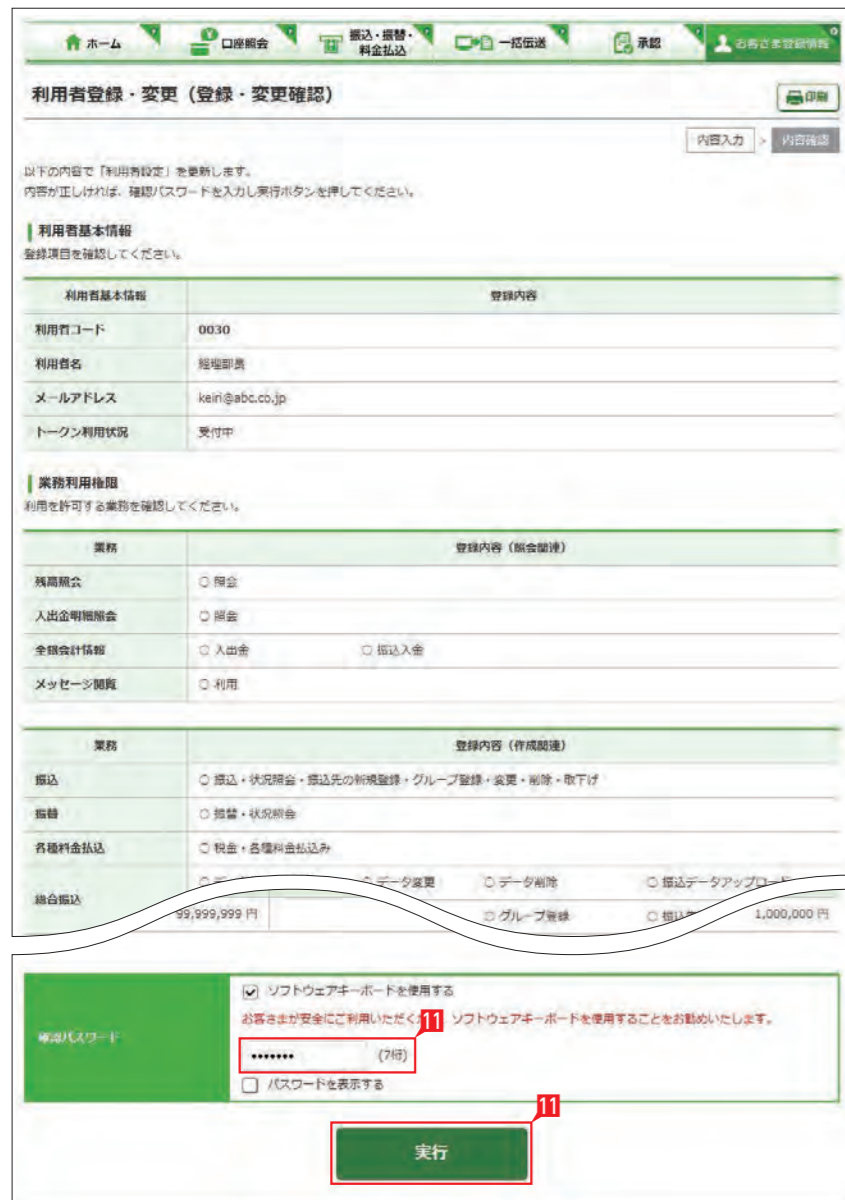 ホーム
口座照会
振込・振替・
料金払込
一括伝送
承認
お客さま登録情報
利用者登録・変更（登録・変更確認）
印刷
内容入力 > 内容確認
以下の内容で「利用者設定」を更新します。
内容が正しければ、確認パスワードを入力し実行ボタンを押してください。
利用者基本情報
登録項目を確認してください。
利用者基本情報 登録内容
利用者コード 0030
利用者名 経理部長
メールアドレス keiri@abc.co.jp
トークン利用状況 受付中
業務利用権限
利用を許可する業務を確認してください。
業務 登録内容（照会関連）
残高照会 ○ 照会
入出金明細照会 ○ 照会
全銀会計情報 ○ 入出金 ○ 振込入金
メッセージ閲覧 ○ 利用
業務 登録内容（作成関連）
振込 ○ 振込・状況照会・振込先の新規登録・グループ登録・変更・削除・取下げ
振替 ○ 振替・状況照会
各種料金払込 ○ 税金・各種料金払込み
総合振込
○ データ変更 ○ データ削除 ○ 振込データアップロード
99,999,999 円 ○ グループ登録 1,000,000 円
確認パスワード
ソフトウェアキーボードを使用する
お客さまが安全にご利用いただく ソフトウェアキーボードを使用することをお勧めいたします。
11
••••••• (7桁)
パスワードを表示する
11
実行